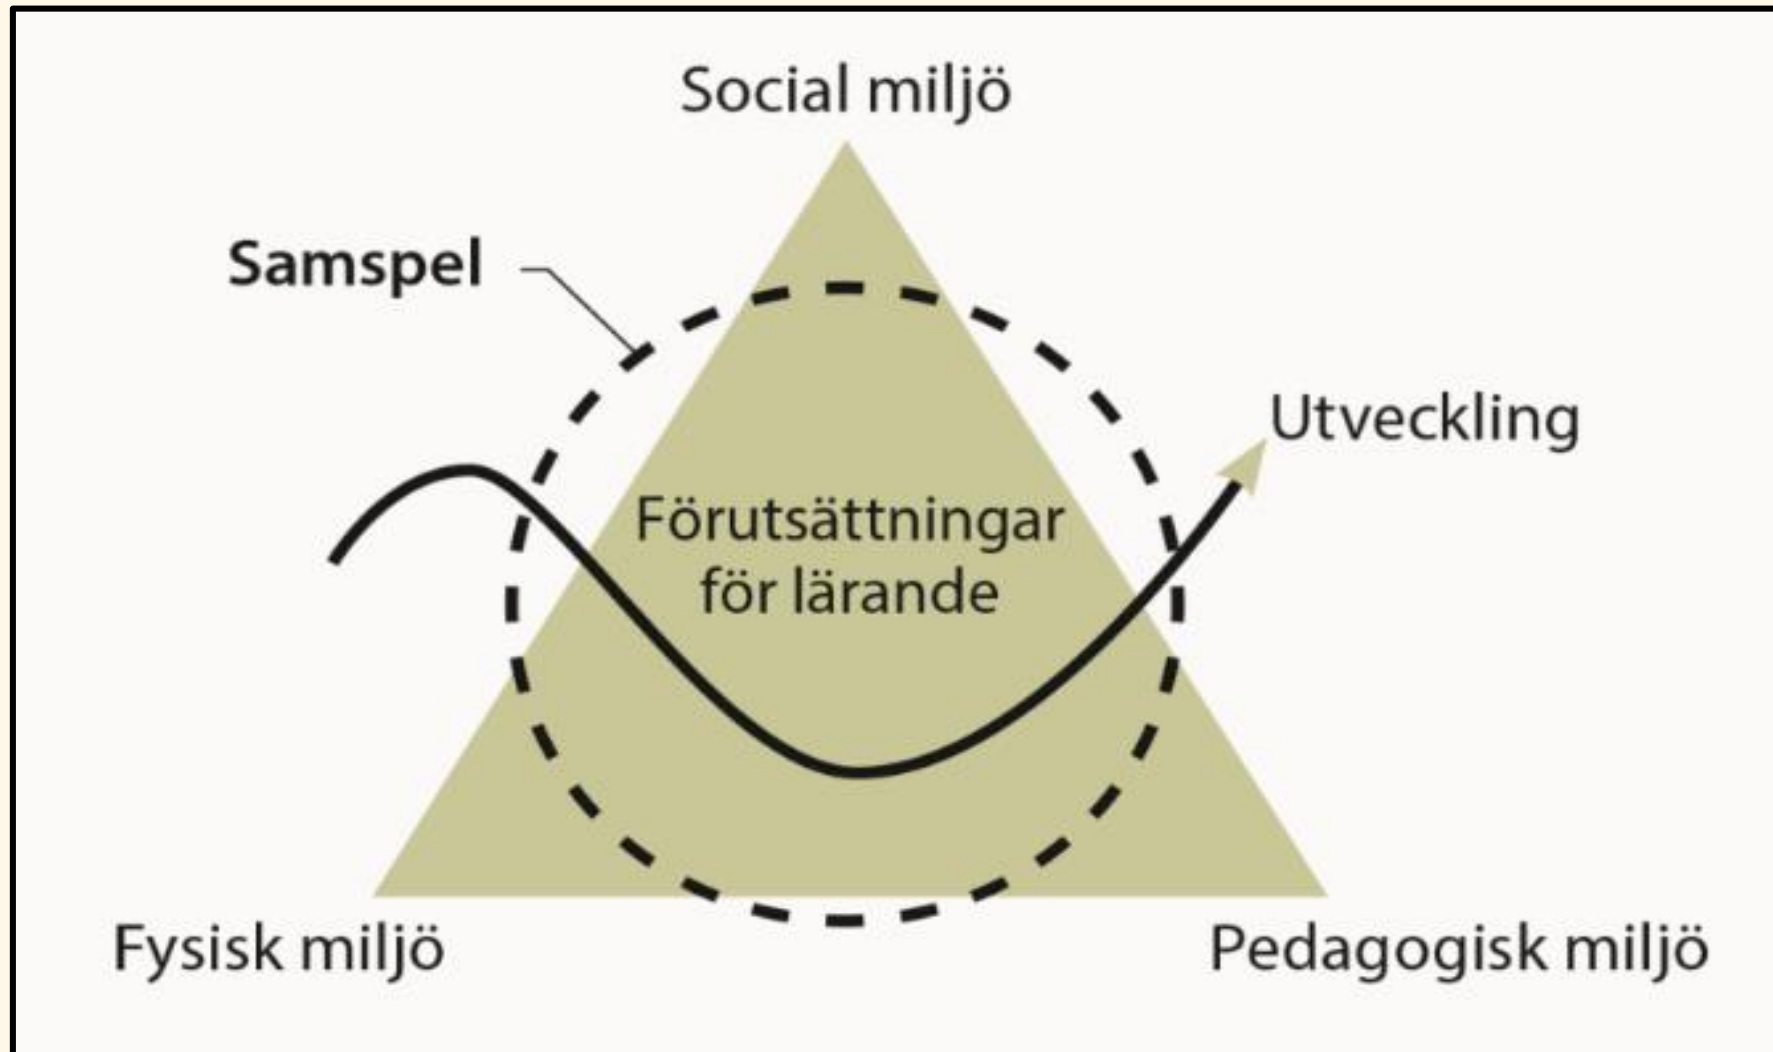 Social miljö
Samspel
Utveckling
Förutsättningar
för lärande
Fysisk miljö
Pedagogisk miljö